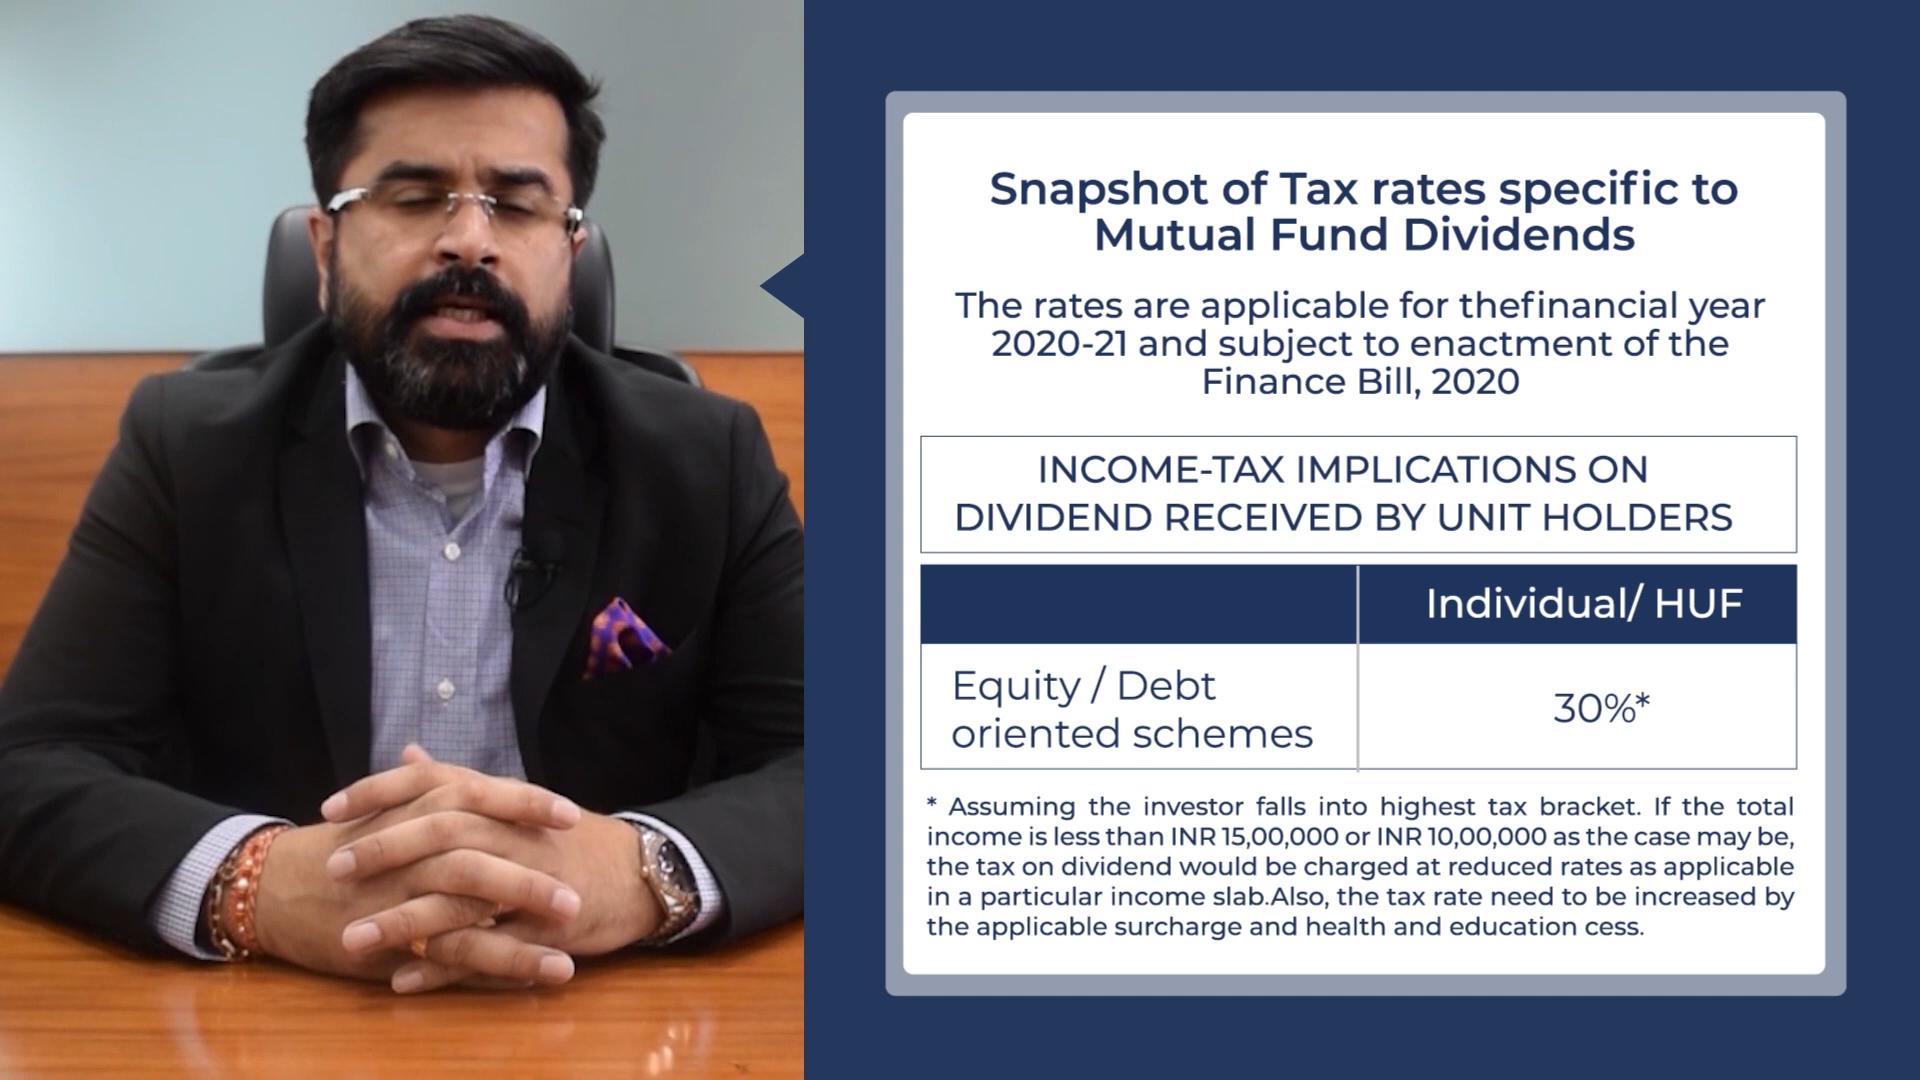 Snapshot of Tax rates specific to
Mutual Fund Dividends
The rates are applicable for thefinancial year
2020-21 and subject to enactment of the
Finance Bill, 2020
INCOME-TAX IMPLICATIONS ON
DIVIDEND RECEIVED BY UNIT HOLDERS
Individual/ HUF
Equity / Debt
oriented schemes
30%*
* Assuming the investor falls into highest tax bracket. If the total
income is less than INR 15,00,000 or INR 10,00,000 as the case may be,
the tax on dividend would be charged at reduced rates as applicable
in a particular income slab.Also, the tax rate need to be increased by
the applicable surcharge and health and education cess.